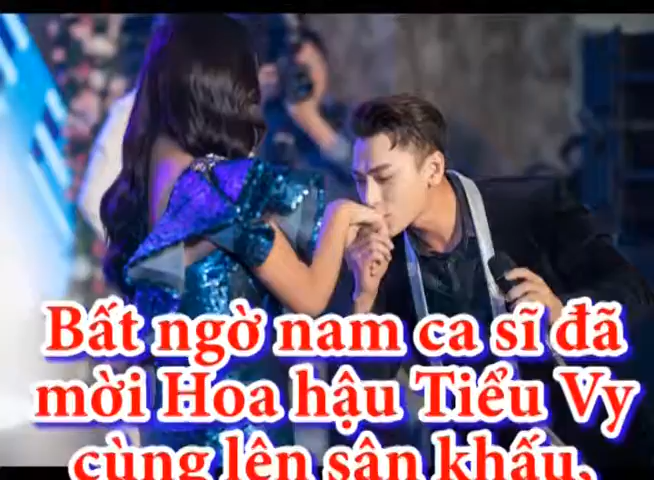 Bất ngờ nam ca sĩ đã
mời Hoa hậu Tiểu Vy
cùng lên sân khấu,